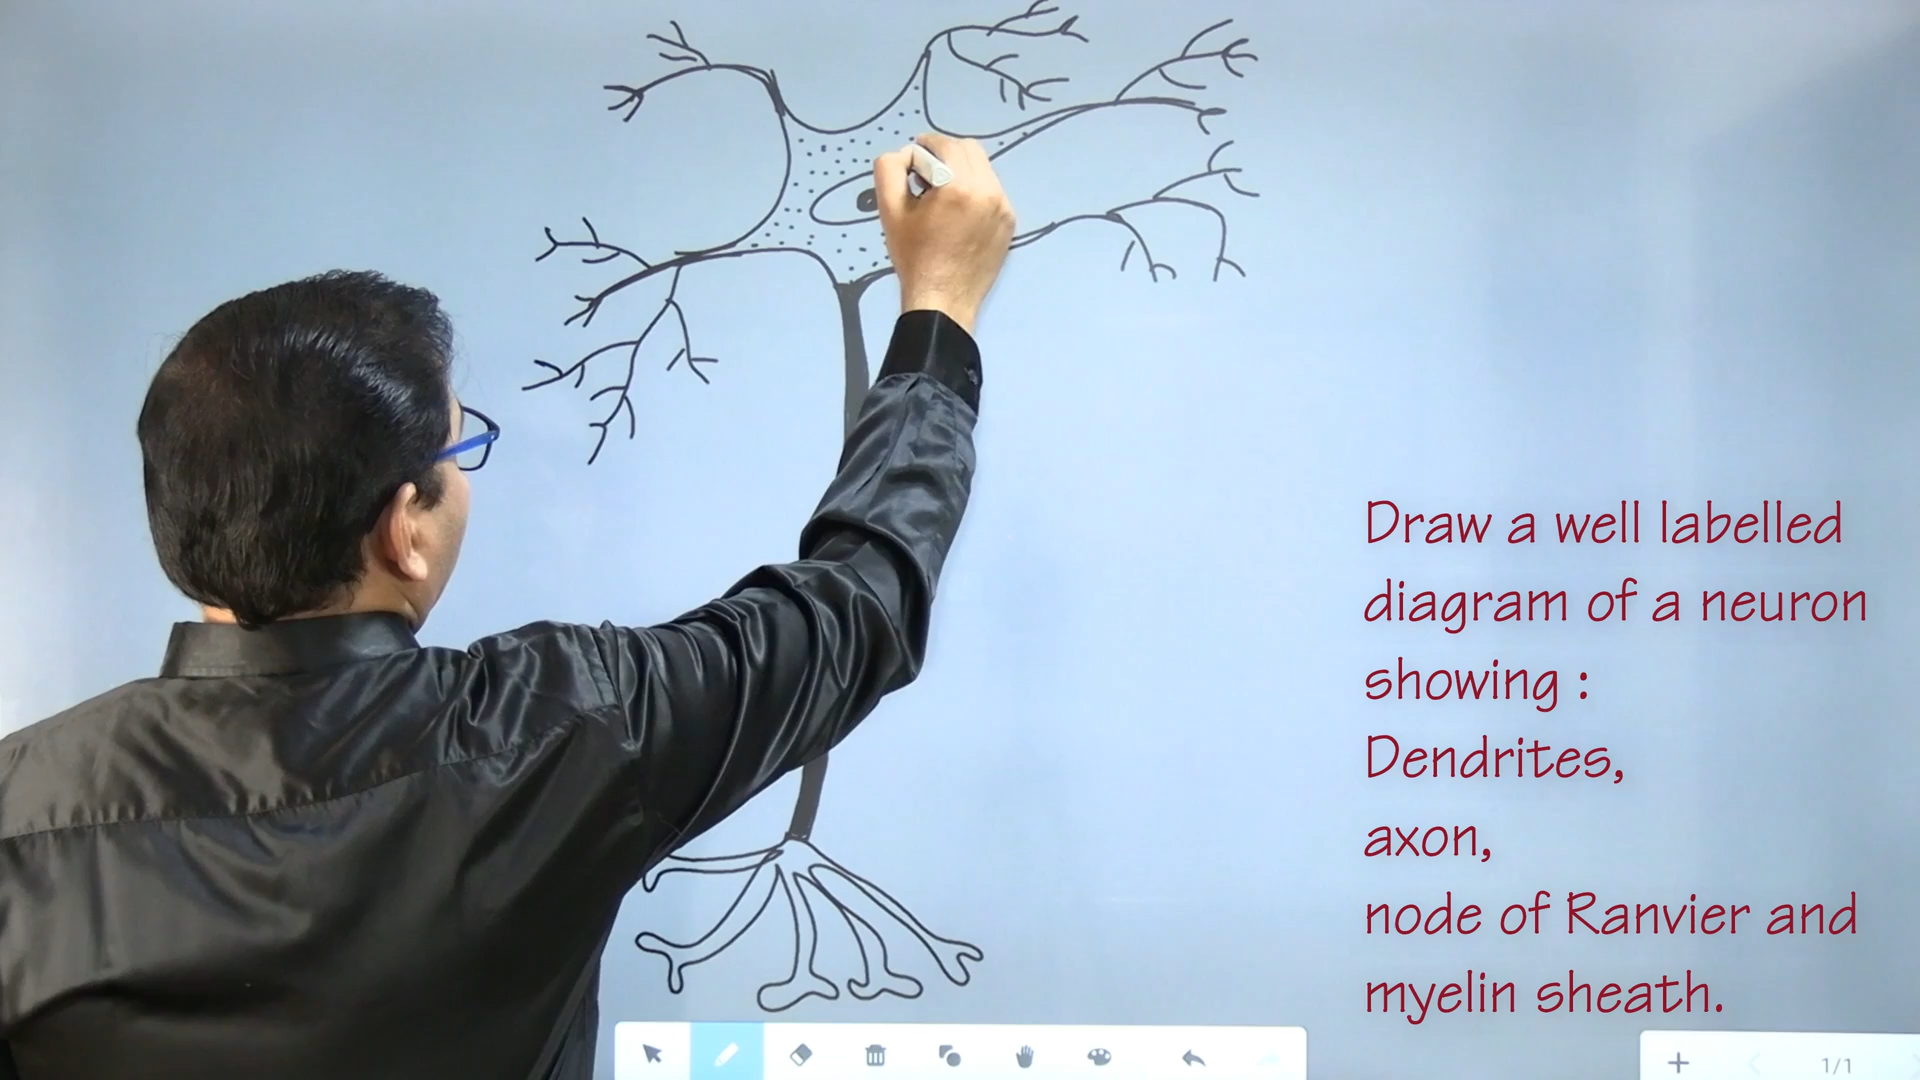 Draw a well labelled
diagram of a neuron
showing :
Dendrites,
axon,
node of Ranvier and
myelin sheath.
1/1